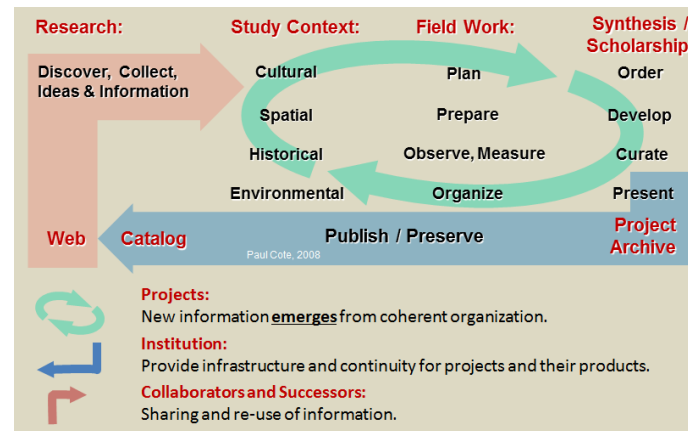 Research:
Study Context:
Field Work:
Synthesis /
Scholarship
Discover, Collect,
Ideas & Information
Cultural
Plan
Order
Spatial
Prepare
Develop
Historical
Observe, Measure
Curate
Environmental
Organize
Present
Web
Catalog
Publish / Preserve
Project
Archive
Paul Cote, 2008
Projects:
New information emerges from coherent organization.
Institution:
Provide infrastructure and continuity for projects and their products.
Collaborators and Successors:
Sharing and re-use of information.